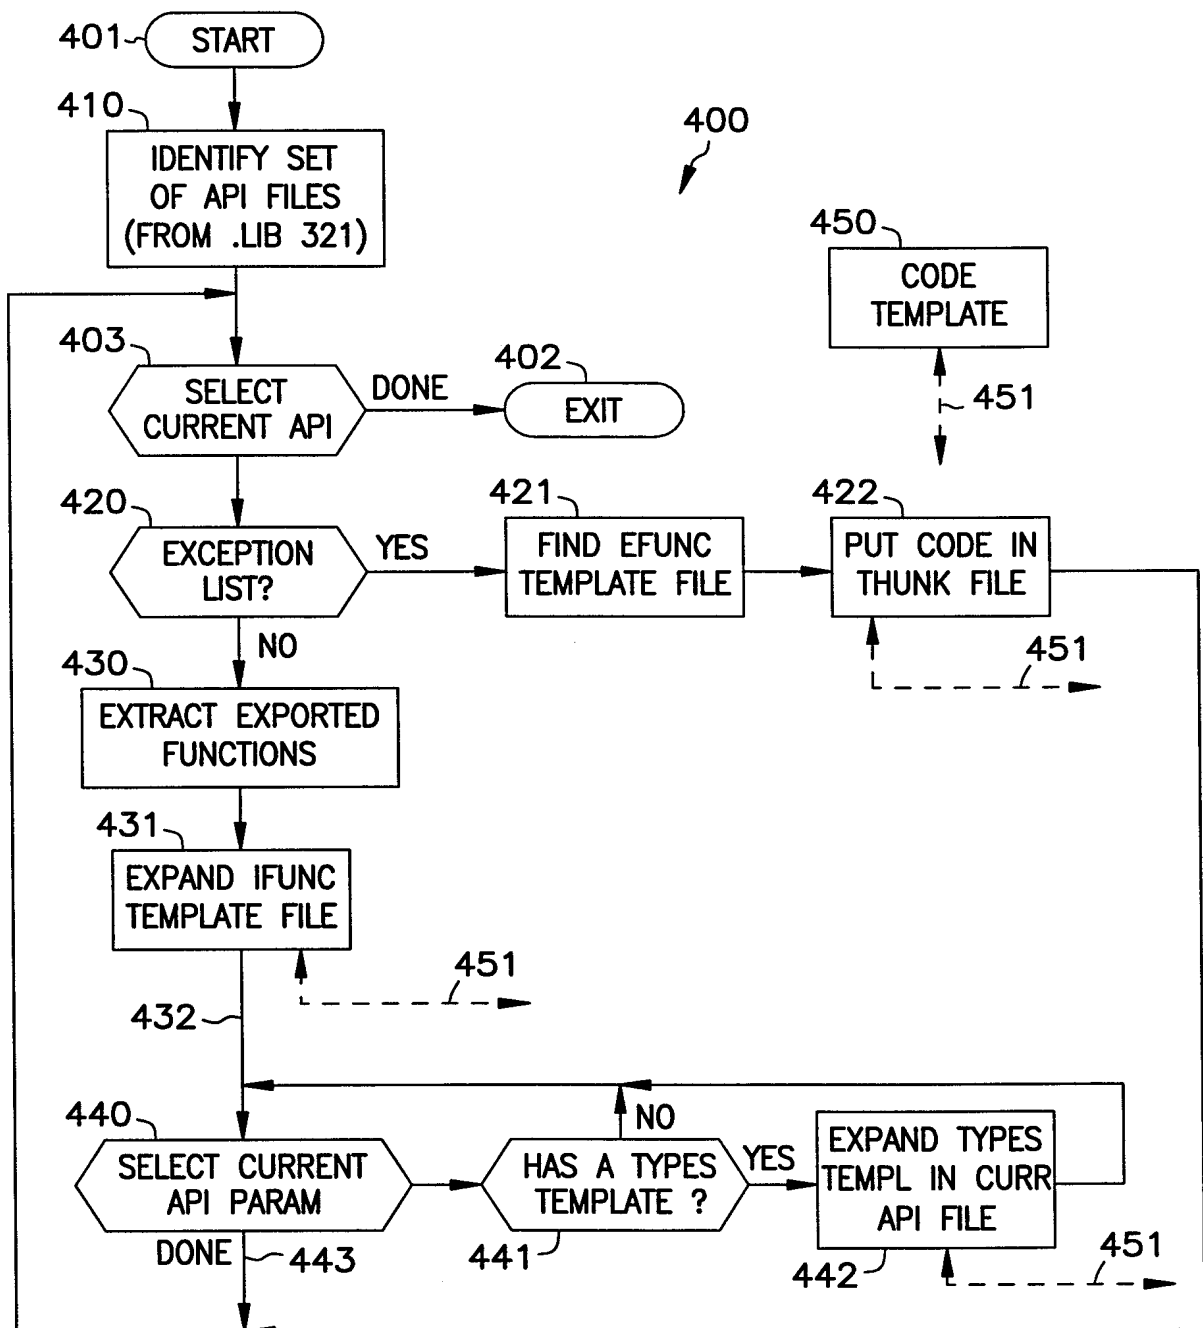 401
START
410
IDENTIFY SET
OF API FILES
(FROM .LIB 321)
400
450
CODE
TEMPLATE
451
403
SELECT
CURRENT API
DONE
402
EXIT
420
EXCEPTION
LIST?
YES
NO
421
FIND EFUNC
TEMPLATE FILE
422
PUT CODE IN
THUNK FILE
451
430
EXTRACT EXPORTED
FUNCTIONS
431
EXPAND IFUNC
TEMPLATE FILE
451
432
440
SELECT CURRENT
API PARAM
DONE
443
NO
HAS A TYPES
TEMPLATE ?
441
YES
EXPAND TYPES
TEMPL IN CURR
API FILE
442
451